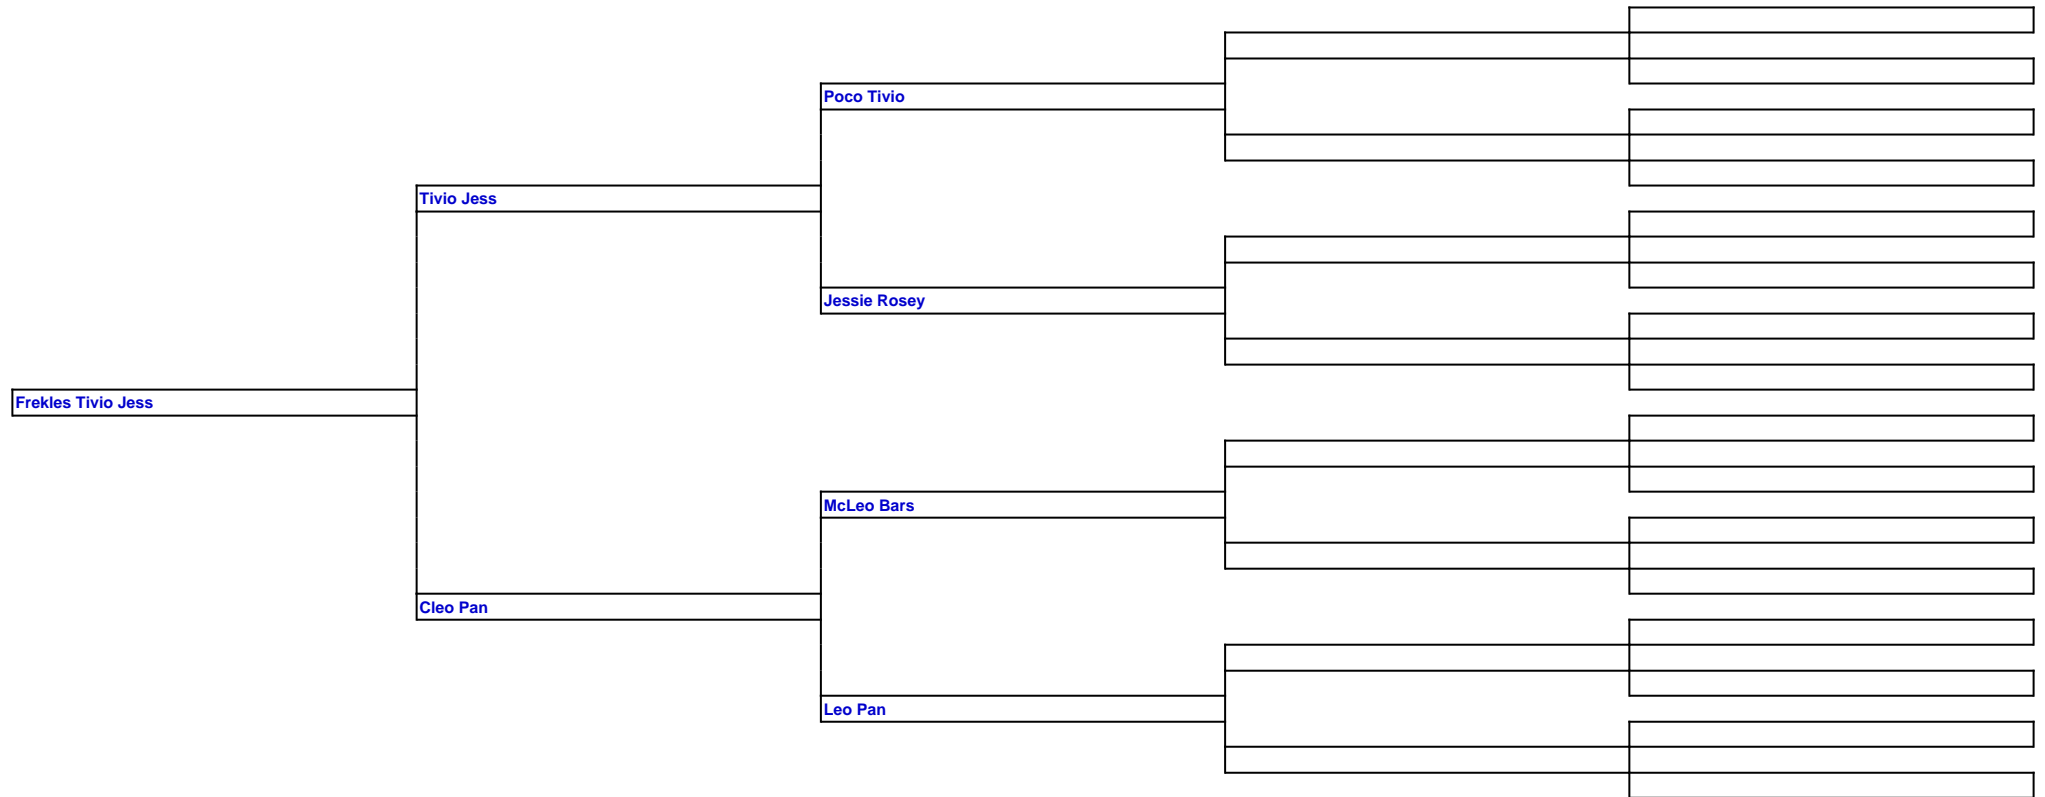 Poco Tivio
Tivio Jess
Jessie Rosey
Frekles Tivio Jess
McLeo Bars
Cleo Pan
Leo Pan